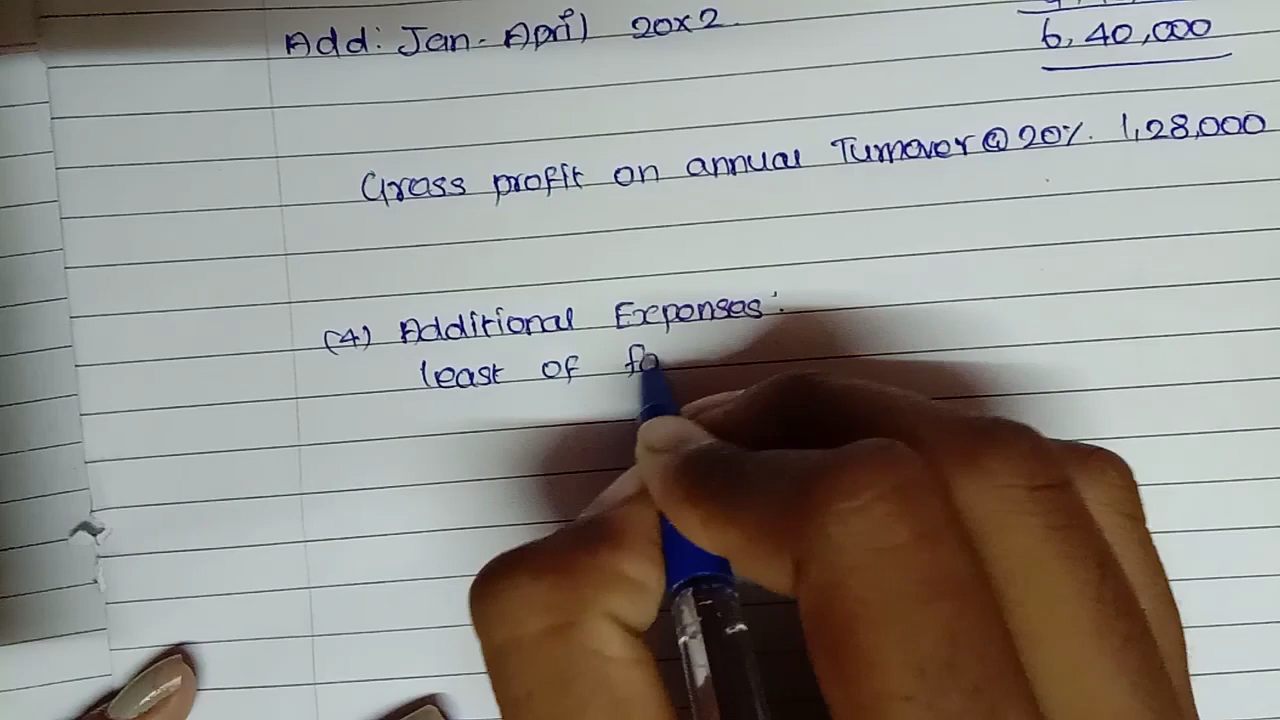 Add: Jan - April 20x2
6,40,000
Gross profit on annual Turnover @ 20%. 1,28,000
(4) Additional Expenses:
least of fo